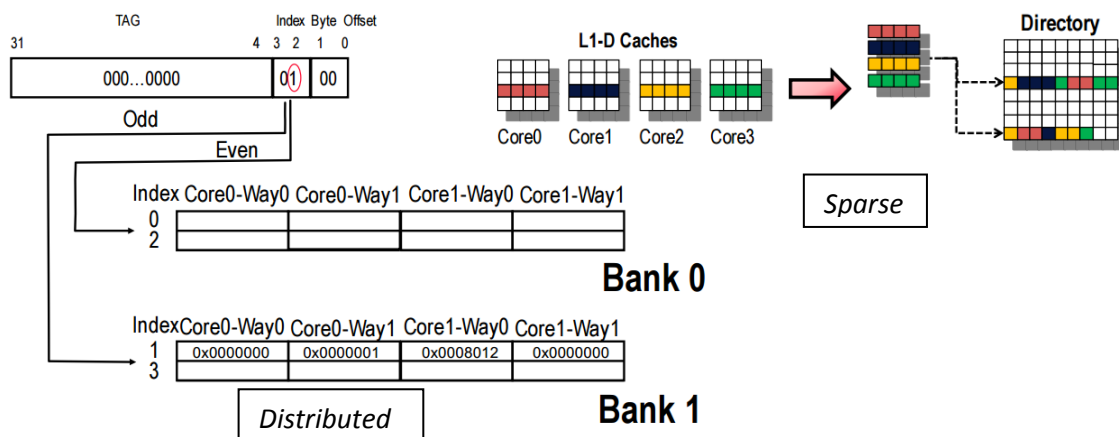 TAG Index Byte Offset
31 4 3 2 1 0
000...0000 01 00
Odd
Even
Index Core0-Way0 Core0-Way1 Core1-Way0 Core1-Way1
0
2
Bank 0
Index Core0-Way0 Core0-Way1 Core1-Way0 Core1-Way1
1 0x0000000 0x0000001 0x0008012 0x0000000
3
Distributed
Bank 1
L1-D Caches
Core0 Core1 Core2 Core3
Directory
Sparse